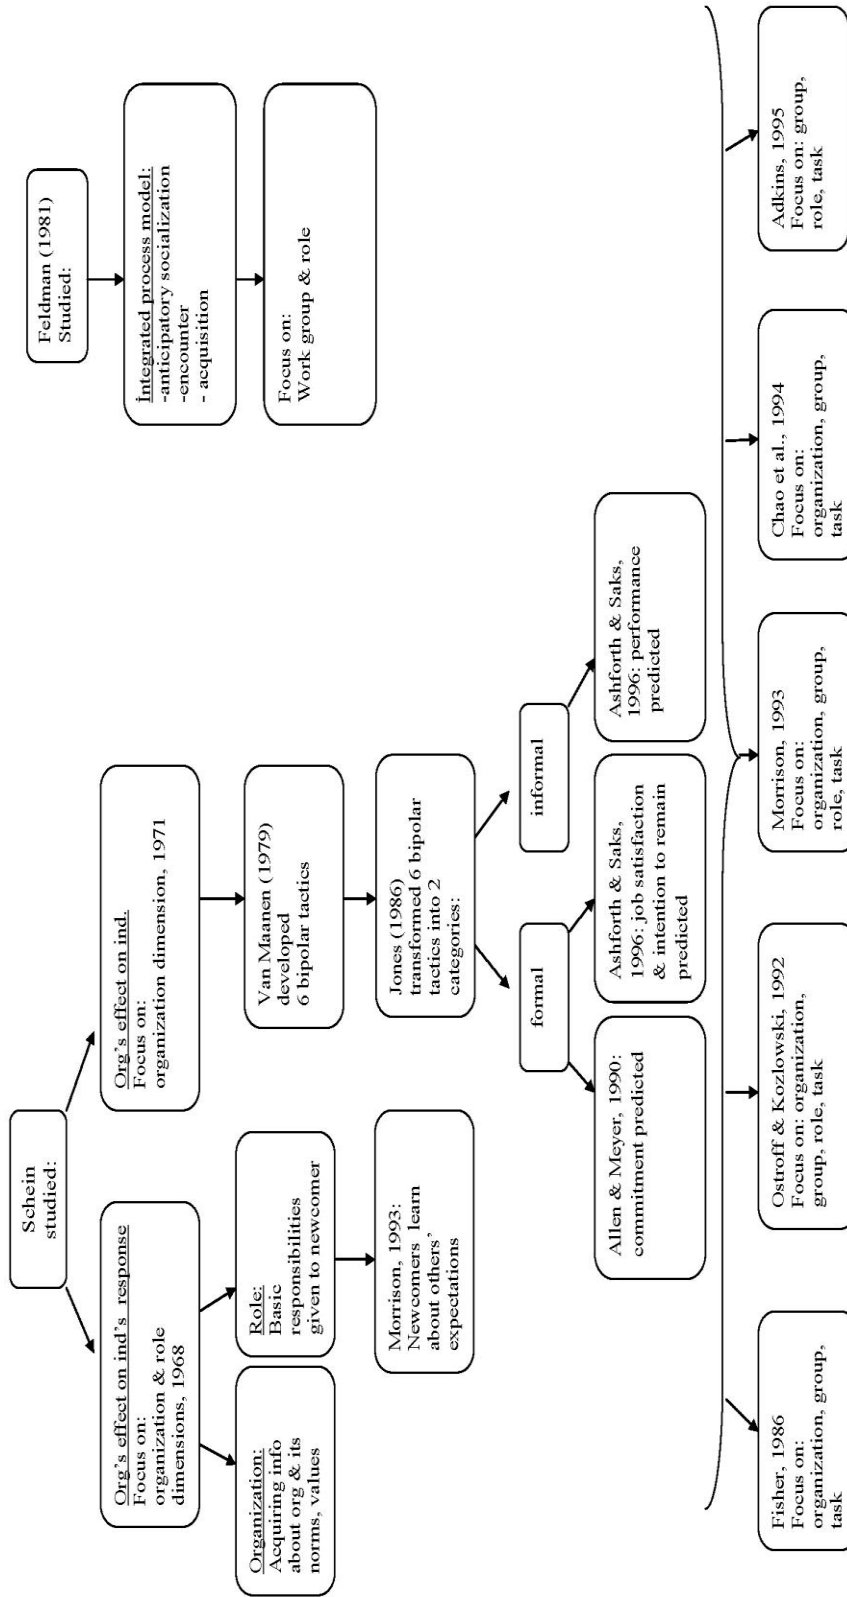 Schein
studied:
Feldman (1981)
Studied:
Org's effect on ind's response
Focus on:
organization & role
dimensions, 1968
Org's effect on ind.
Focus on:
organization dimension, 1971
İntegrated process model:
-anticipatory socialization
-encounter
- acquisition
Organization:
Acquiring info
about org & its
norms, values
Role:
Basic
responsibilities
given to newcomer
Van Maanen (1979)
developed
6 bipolar tactics
Focus on:
Work group & role
Morrison, 1993:
Newcomers learn
about others'
expectations
Jones (1986)
transformed 6 bipolar
tactics into 2
categories:
formal
informal
Allen & Meyer, 1990:
commitment predicted
Ashforth & Saks,
1996: job satisfaction
& intention to remain
predicted
Ashforth & Saks,
1996: performance
predicted
Fisher, 1986
Focus on:
organization, group,
task
Ostroff & Kozlowski, 1992
Focus on: organization,
group, role, task
Morrison, 1993
Focus on:
organization, group,
role, task
Chao et al., 1994
Focus on:
organization, group,
task
Adkins, 1995
Focus on: group,
role, task